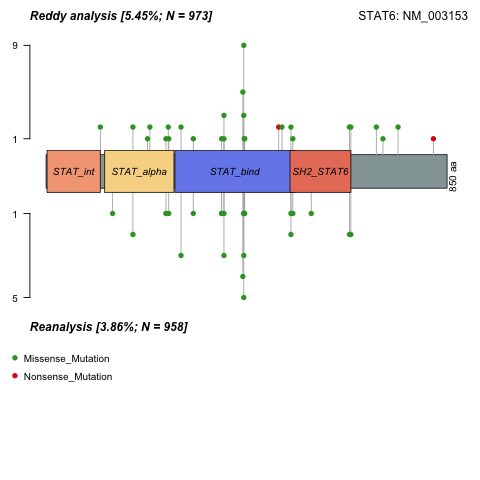 Reddy analysis [5.45%; N = 973]
STAT6: NM_003153
9
1
STAT_int
STAT_alpha
STAT_bind
SH2_STAT6
850 aa
1
5
Reanalysis [3.86%; N = 958]
Missense_Mutation
Nonsense_Mutation